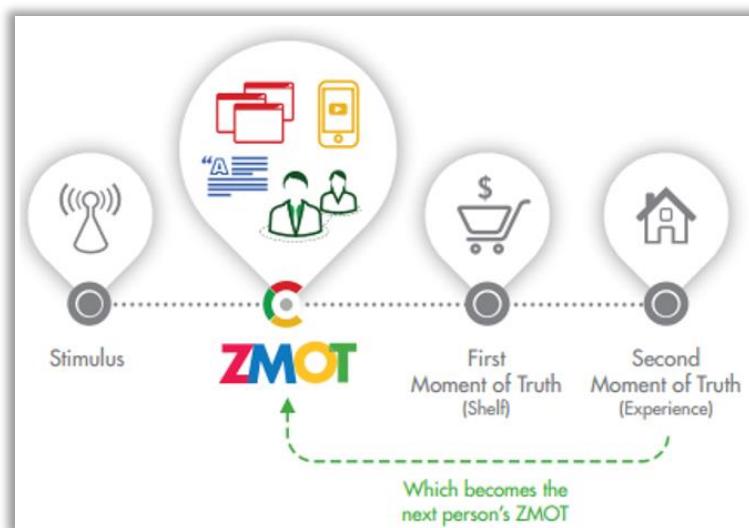 $
“A
Stimulus
ZMOT
First
Moment of Truth
(Shelf)
Second
Moment of Truth
(Experience)
Which becomes the
next person's ZMOT